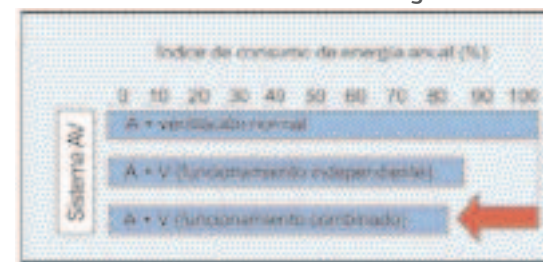 Índice de consumo de energía anual (%)
0 10 20 30 40 50 60 70 80 90 100
Sistema AV
A + ventilación normal
A + V (funcionamiento independiente)
A + V (funcionamiento combinado)